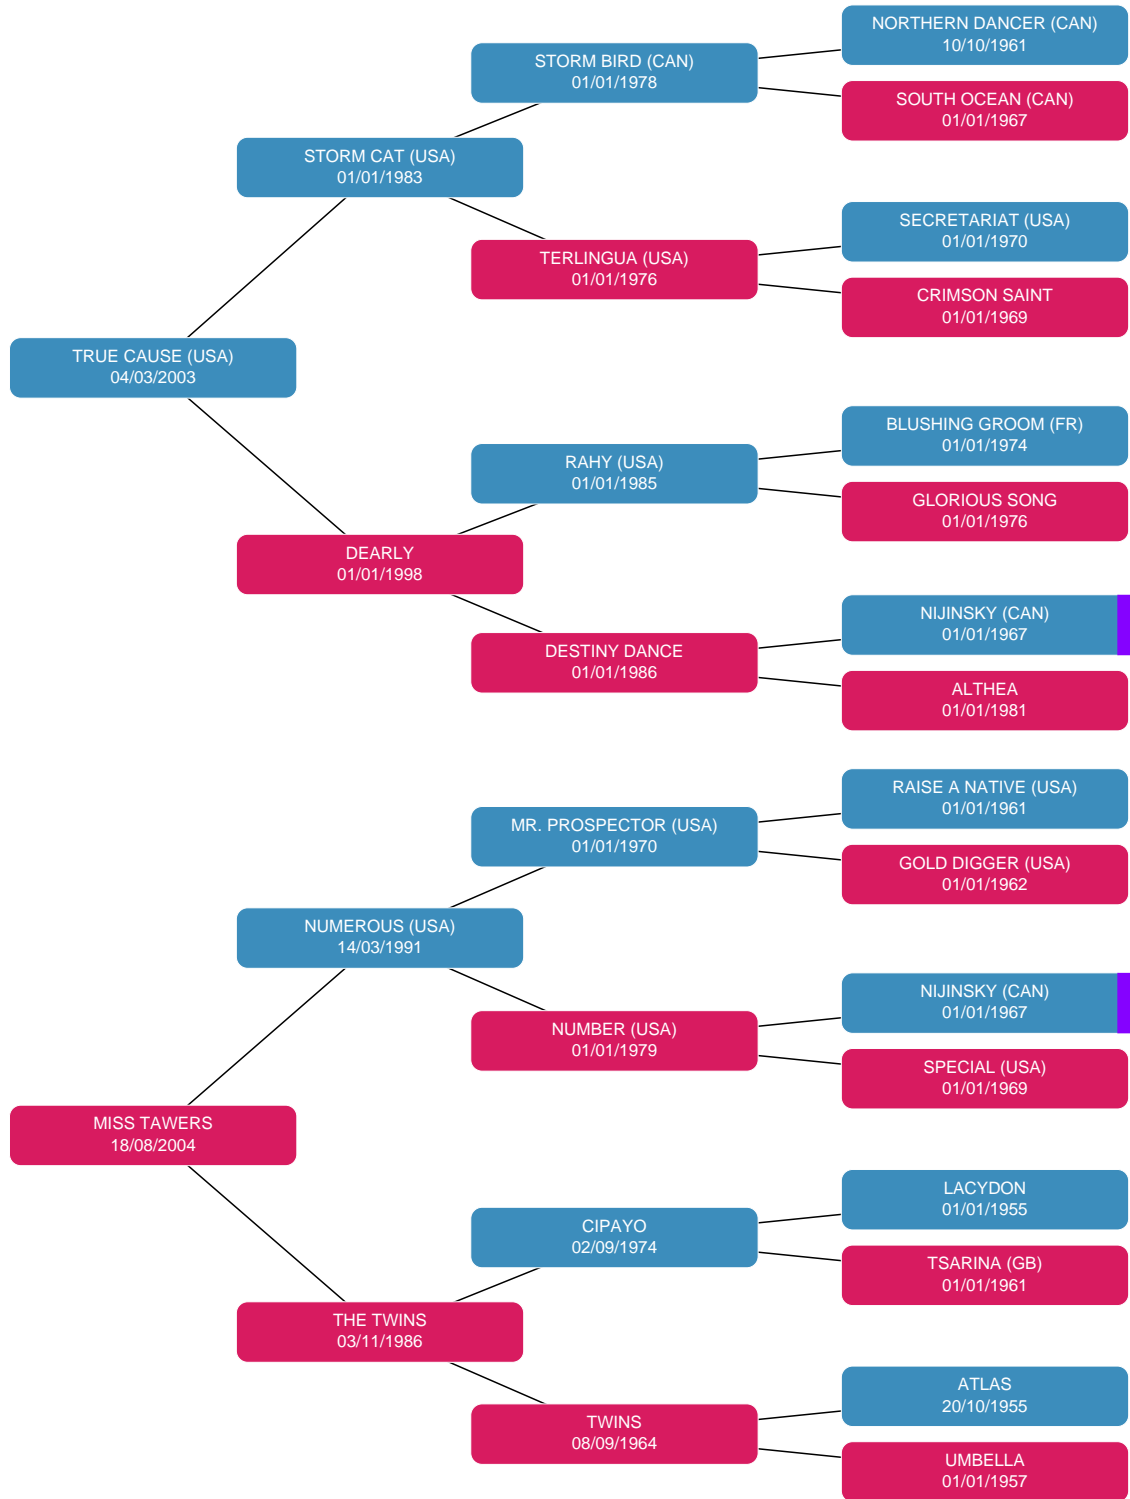 NORTHERN DANCER (CAN)
10/10/1961
STORM BIRD (CAN)
01/01/1978
SOUTH OCEAN (CAN)
01/01/1967
STORM CAT (USA)
01/01/1983
SECRETARIAT (USA)
01/01/1970
TERLINGUA (USA)
01/01/1976
CRIMSON SAINT
01/01/1969
TRUE CAUSE (USA)
04/03/2003
BLUSHING GROOM (FR)
01/01/1974
RAHY (USA)
01/01/1985
GLORIOUS SONG
01/01/1976
DEARLY
01/01/1998
NIJINSKY (CAN)
01/01/1967
DESTINY DANCE
01/01/1986
ALTHEA
01/01/1981
RAISE A NATIVE (USA)
01/01/1961
MR. PROSPECTOR (USA)
01/01/1970
GOLD DIGGER (USA)
01/01/1962
NUMEROUS (USA)
14/03/1991
NIJINSKY (CAN)
01/01/1967
NUMBER (USA)
01/01/1979
SPECIAL (USA)
01/01/1969
MISS TAWERS
18/08/2004
LACYDON
01/01/1955
CIPAYO
02/09/1974
TSARINA (GB)
01/01/1961
THE TWINS
03/11/1986
ATLAS
20/10/1955
TWINS
08/09/1964
UMBELLA
01/01/1957